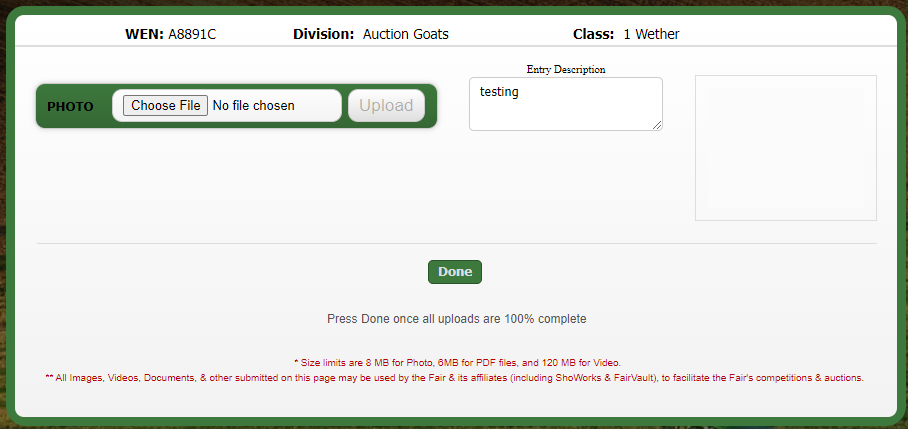 WEN: A8891C Division: Auction Goats Class: 1 Wether
Entry Description
PHOTO Choose File No file chosen Upload
testing
Done
Press Done once all uploads are 100% complete
* Size limits are 8 MB for Photo, 6MB for PDF files, and 120 MB for Video.
** All Images, Videos, Documents, & other submitted on this page may be used by the Fair & its affiliates (including ShoWorks & FairVault), to facilitate the Fair's competitions & auctions.